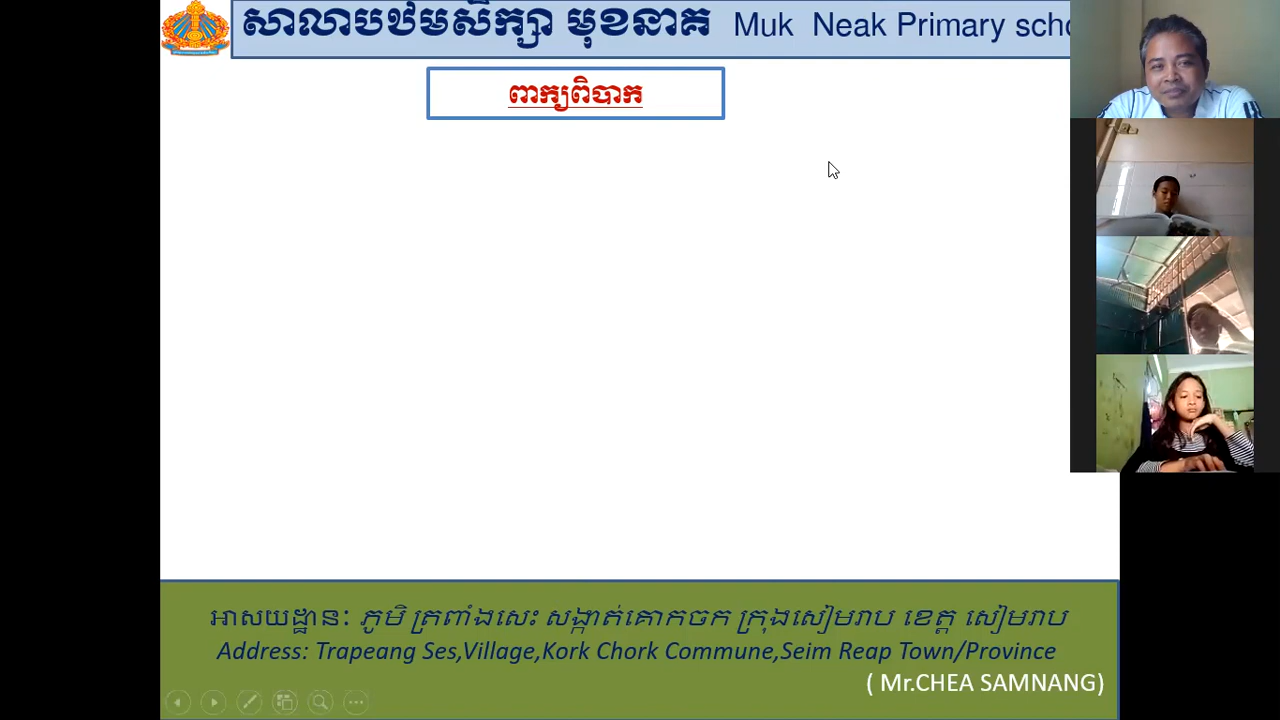 សាលាបឋមសិក្សា មុខនាគ Muk Neak Primary scho
ពាក្យពិបាក
អាសយដ្ឋាន: ភូមិ ត្រពាំងសេះ សង្កាត់គោកចក ក្រុងសៀមរាប ខេត្ត សៀមរាប
Address: Trapeang Ses,Village,Kork Chork Commune,Seim Reap Town/Province
( Mr.CHEA SAMNANG)